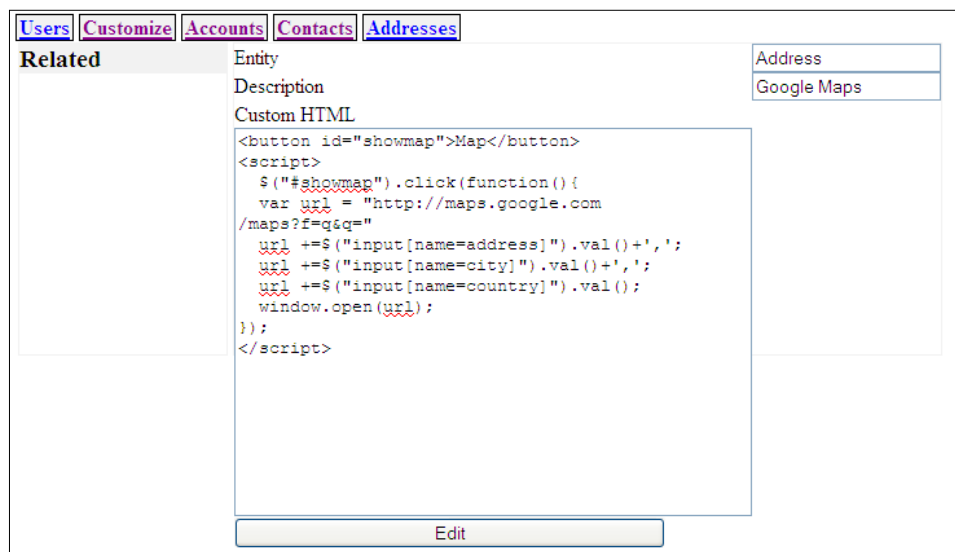 Users Customize Accounts Contacts Addresses
Related
Entity Address
Description Google Maps
Custom HTML
<button id="showmap">Map</button>
<script>
$("#showmap").click(function(){
var url = "http://maps.google.com
/maps?f=q&q="
url +=$("input[name=address]").val()+',';
url +=$("input[name=city]").val()+',';
url +=$("input[name=country]").val();
window.open(url);
});
</script>
Edit